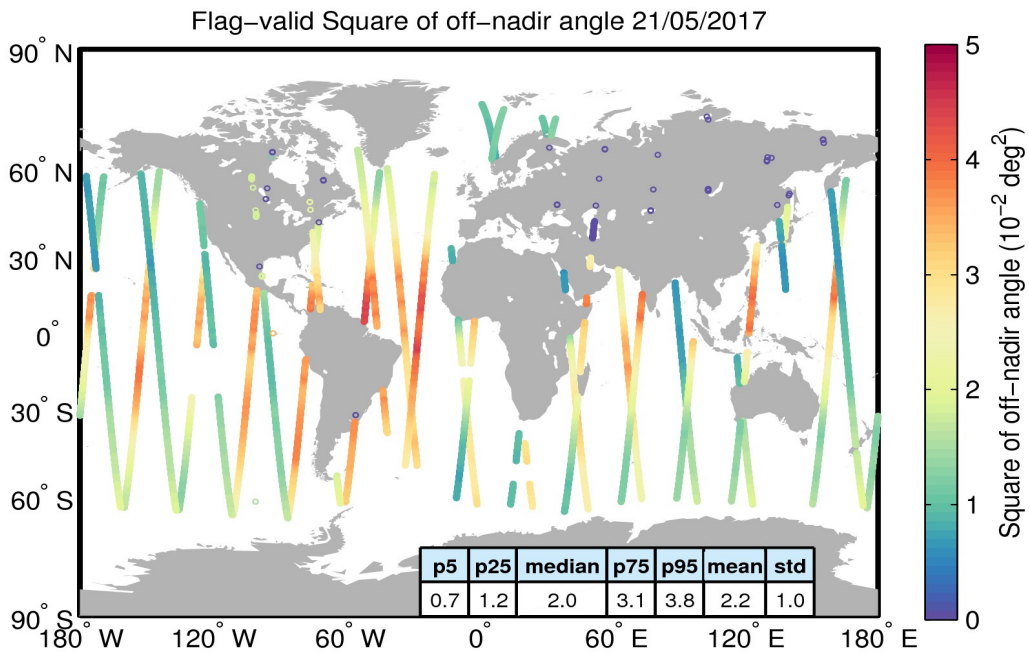 Flag−valid Square of off−nadir angle 21/05/2017
90° N
60° N
30° N
0°
30° S
60° S
90° S
180° W
120° W
60° W
0°
60° E
120° E
180° E
p5 p25 median p75 p95 mean std
0.7 1.2 2.0 3.1 3.8 2.2 1.0
5
4
3
2
1
0
Square of off−nadir angle (10⁻² deg²)